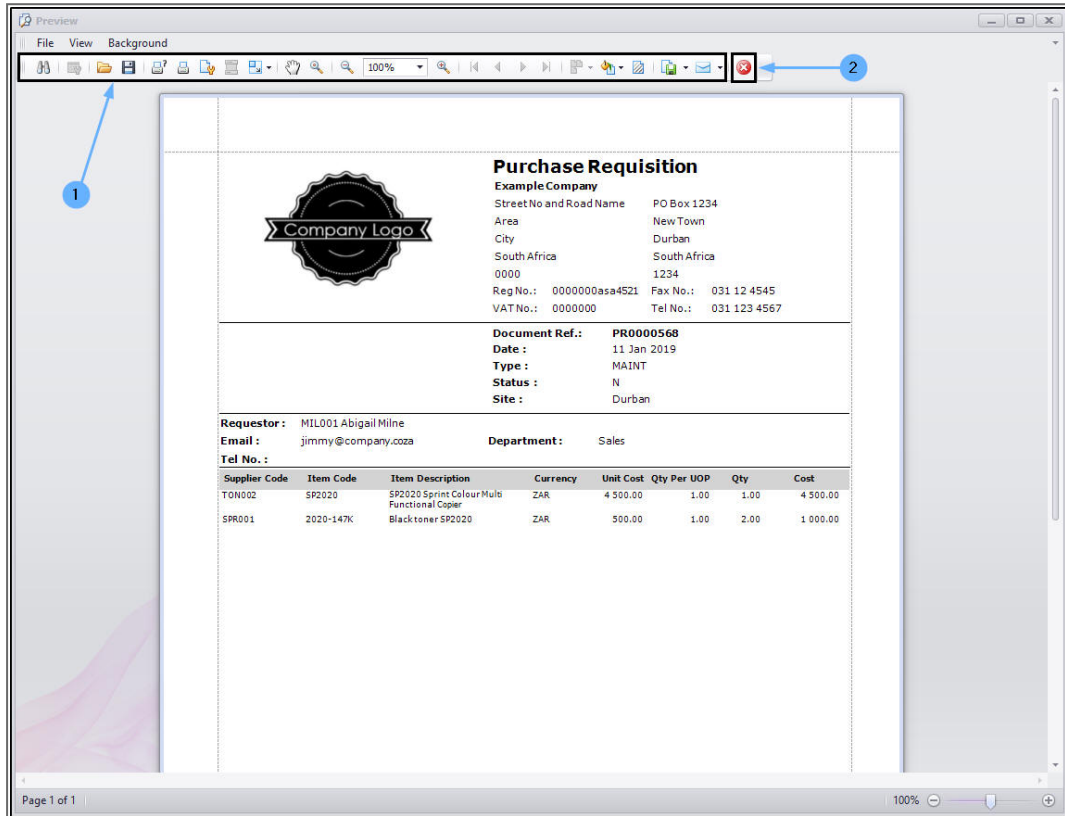 Preview
File View Background
100%
2
1
Company Logo
Purchase Requisition
Example Company
Street No and Road Name PO Box 1234
Area New Town
City Durban
South Africa South Africa
0000 1234
Reg No.: 0000000asa4521 Fax No.: 031 12 4545
VAT No.: 0000000 Tel No.: 031 123 4567
Document Ref.: PR0000568
Date : 11 Jan 2019
Type : MAINT
Status : N
Site : Durban
Requestor : MIL001 Abigail Milne
Email : jimmy@company.coza Department : Sales
Tel No. :
Supplier Code Item Code Item Description Currency Unit Cost Qty Per UOP Qty Cost
TON002 SP2020 SP2020 Sprint Colour Multi ZAR 4 500.00 1.00 1.00 4 500.00
Functional Copier
SPR001 2020-147K Black toner SP2020 ZAR 500.00 1.00 2.00 1 000.00
Page 1 of 1 100%